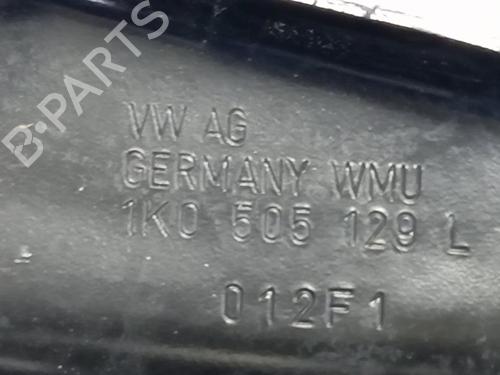 B-PARTS
VW AG
GERMANY WMU
1K0 505 129 L
012F1